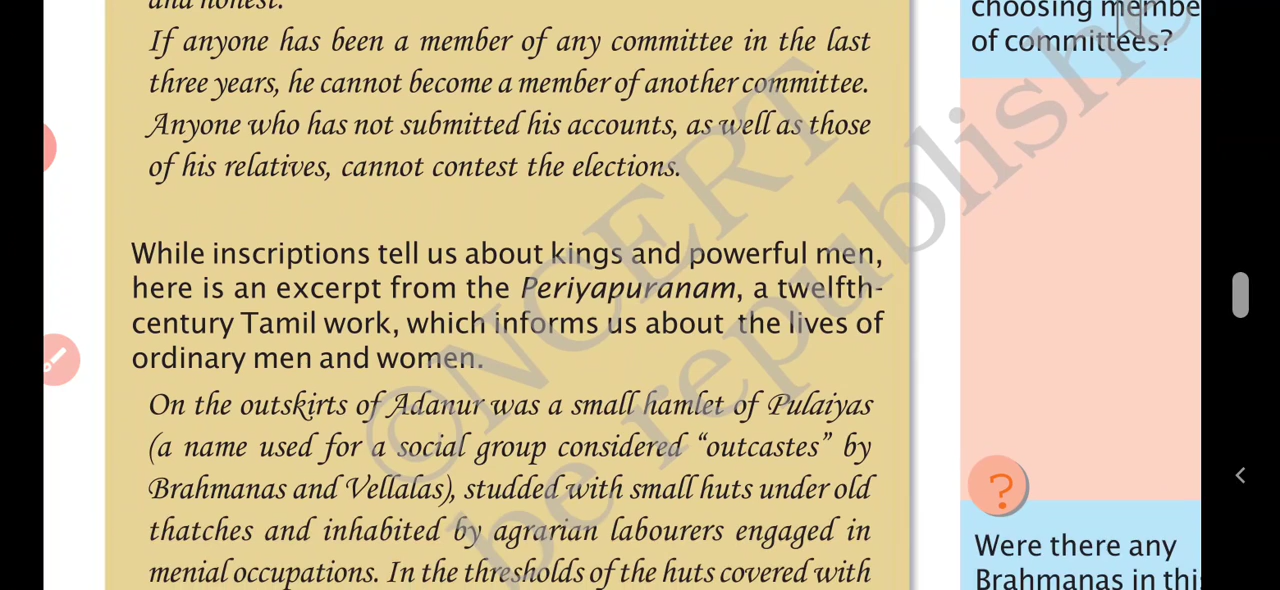 and honest.
If anyone has been a member of any committee in the last
three years, he cannot become a member of another committee.
Anyone who has not submitted his accounts, as well as those
of his relatives, cannot contest the elections.
While inscriptions tell us about kings and powerful men,
here is an excerpt from the Periyapuranam, a twelfth-
century Tamil work, which informs us about the lives of
ordinary men and women.
On the outskirts of Adanur was a small hamlet of Pulaiyas
(a name used for a social group considered “outcastes” by
Brahmanas and Vellalas), studded with small huts under old
thatches and inhabited by agrarian labourers engaged in
menial occupations. In the thresholds of the huts covered with
choosing membe
of committees?
?
Were there any
Brahmanas in this
©NCERT
be republishe